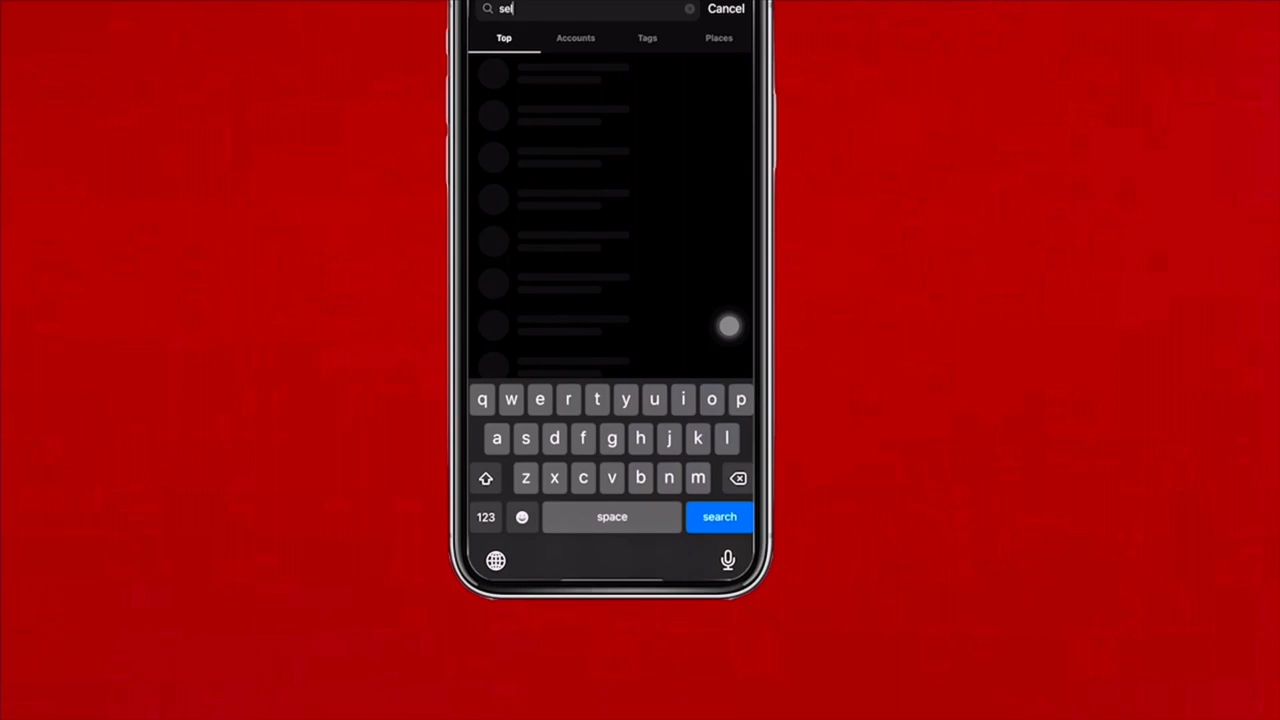 sel
Cancel
Top Accounts Tags Places
q w e r t y u i o p
a s d f g h j k l
z x c v b n m
123 space search